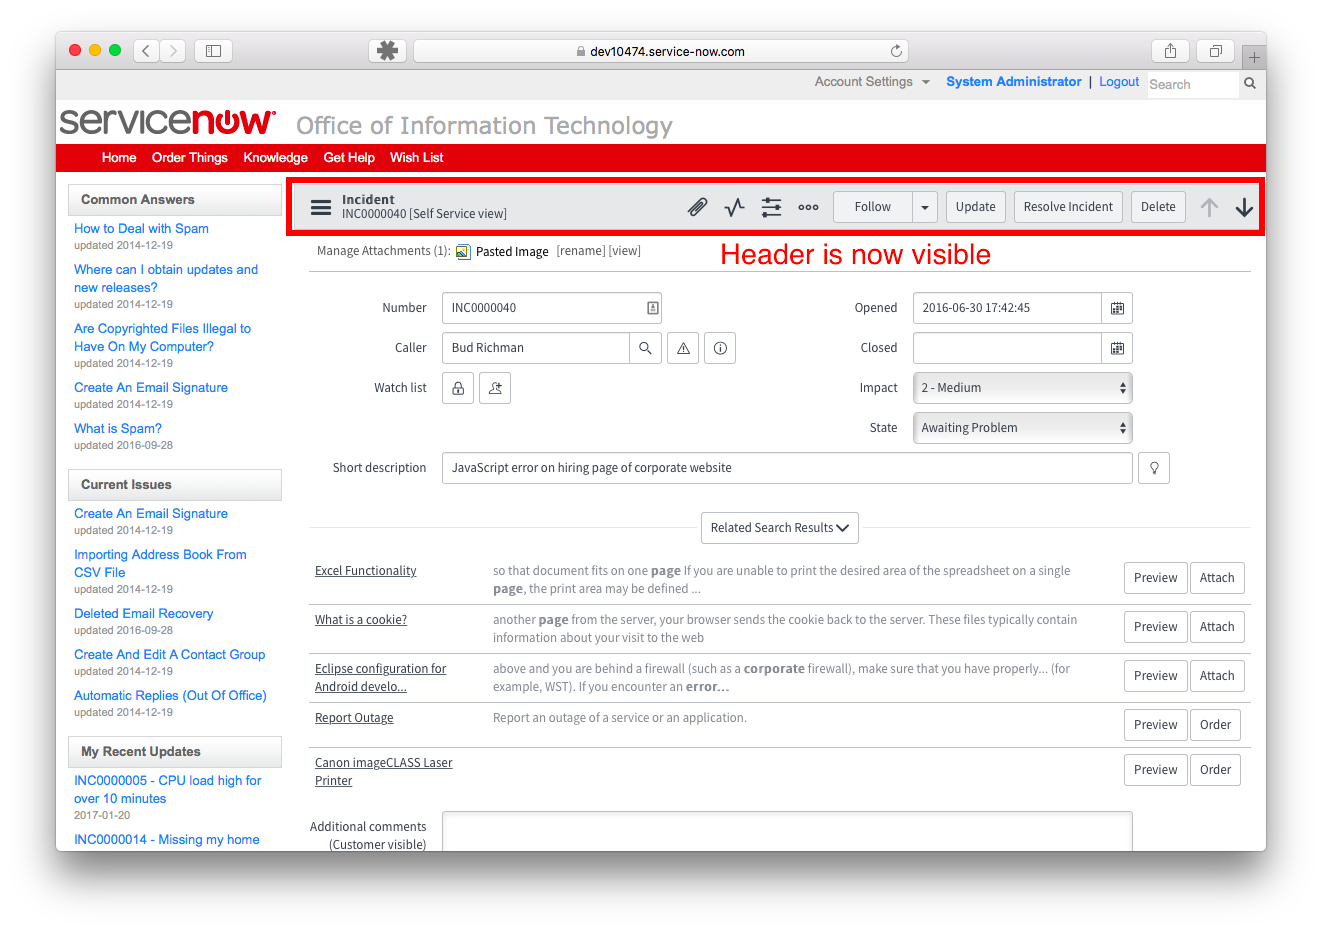 dev10474.service-now.com
Account Settings System Administrator | Logout Search
servicenow Office of Information Technology
Home Order Things Knowledge Get Help Wish List
Common Answers
How to Deal with Spam
updated 2014-12-19
Where can I obtain updates and
new releases?
updated 2014-12-19
Are Copyrighted Files Illegal to
Have On My Computer?
updated 2014-12-19
Create An Email Signature
updated 2014-12-19
What is Spam?
updated 2016-09-28
Current Issues
Create An Email Signature
updated 2014-12-19
Importing Address Book From
CSV File
updated 2014-12-19
Deleted Email Recovery
updated 2016-09-28
Create And Edit A Contact Group
updated 2014-12-19
Automatic Replies (Out Of Office)
updated 2014-12-19
My Recent Updates
INC0000005 - CPU load high for
over 10 minutes
2017-01-20
INC0000014 - Missing my home
Incident
INC0000040 [Self Service view]
Follow Update Resolve Incident Delete
Manage Attachments (1): Pasted Image [rename] [view]
Header is now visible
Number INC0000040
Opened 2016-06-30 17:42:45
Caller Bud Richman
Closed
Watch list
Impact 2 - Medium
State Awaiting Problem
Short description JavaScript error on hiring page of corporate website
Related Search Results
Excel Functionality
so that document fits on one page If you are unable to print the desired area of the spreadsheet on a single
page, the print area may be defined ...
Preview Attach
What is a cookie?
another page from the server, your browser sends the cookie back to the server. These files typically contain
information about your visit to the web
Preview Attach
Eclipse configuration for
Android develo...
above and you are behind a firewall (such as a corporate firewall), make sure that you have properly... (for
example, WST). If you encounter an error...
Preview Attach
Report Outage
Report an outage of a service or an application.
Preview Order
Canon imageCLASS Laser
Printer
Preview Order
Additional comments
(Customer visible)